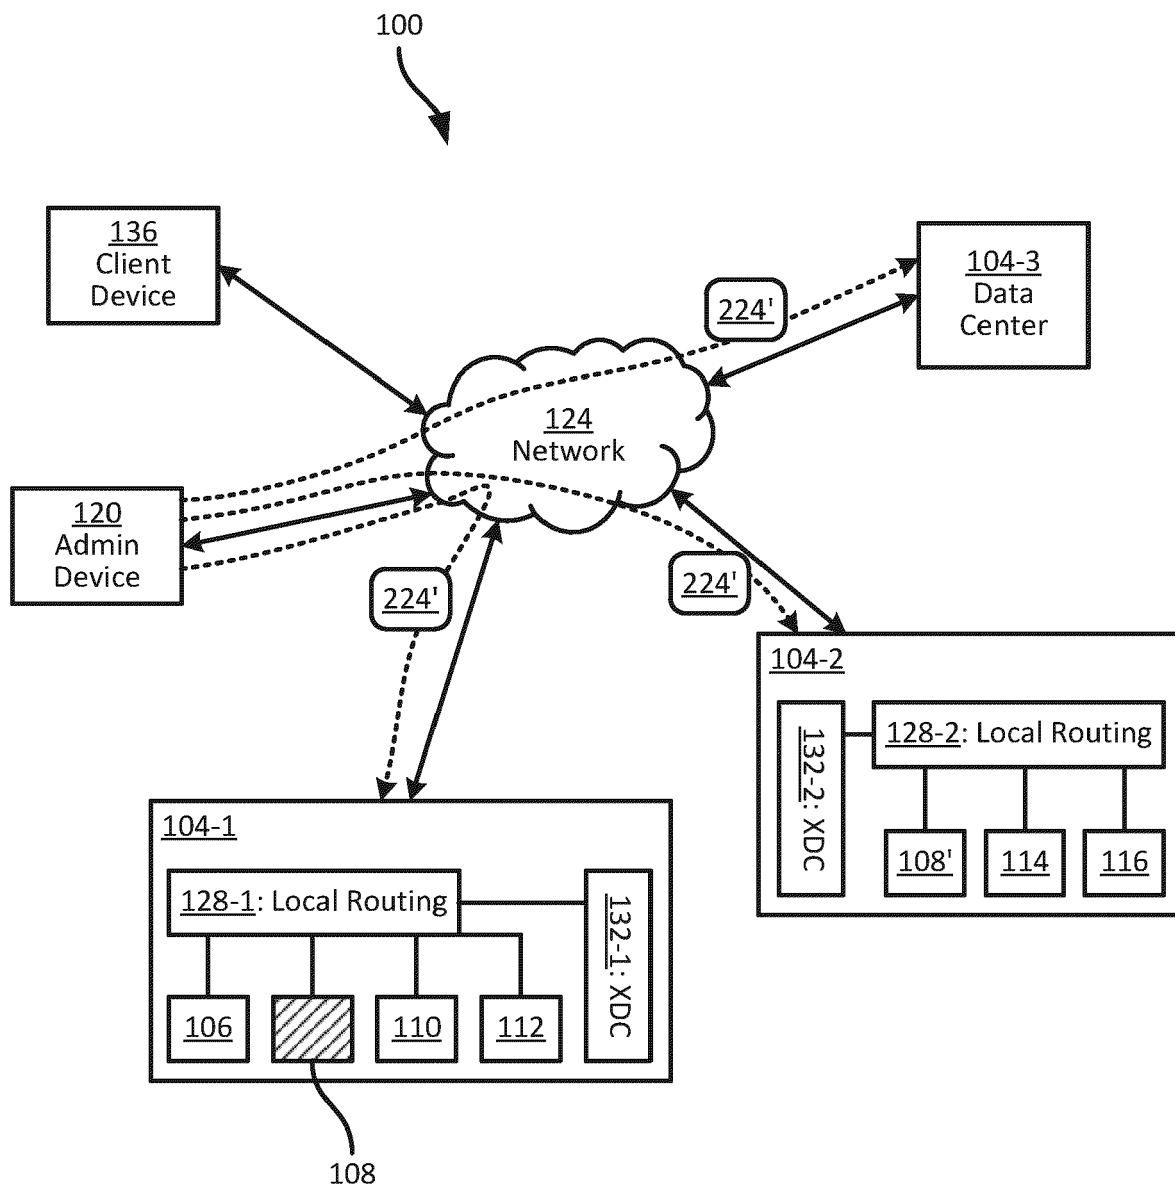 100
136
Client
Device
104-3
Data
Center
224'
124
Network
120
Admin
Device
224'
224'
104-2
132-2: XDC
128-2: Local Routing
108'
114
116
104-1
128-1: Local Routing
132-1: XDC
106
110
112
108